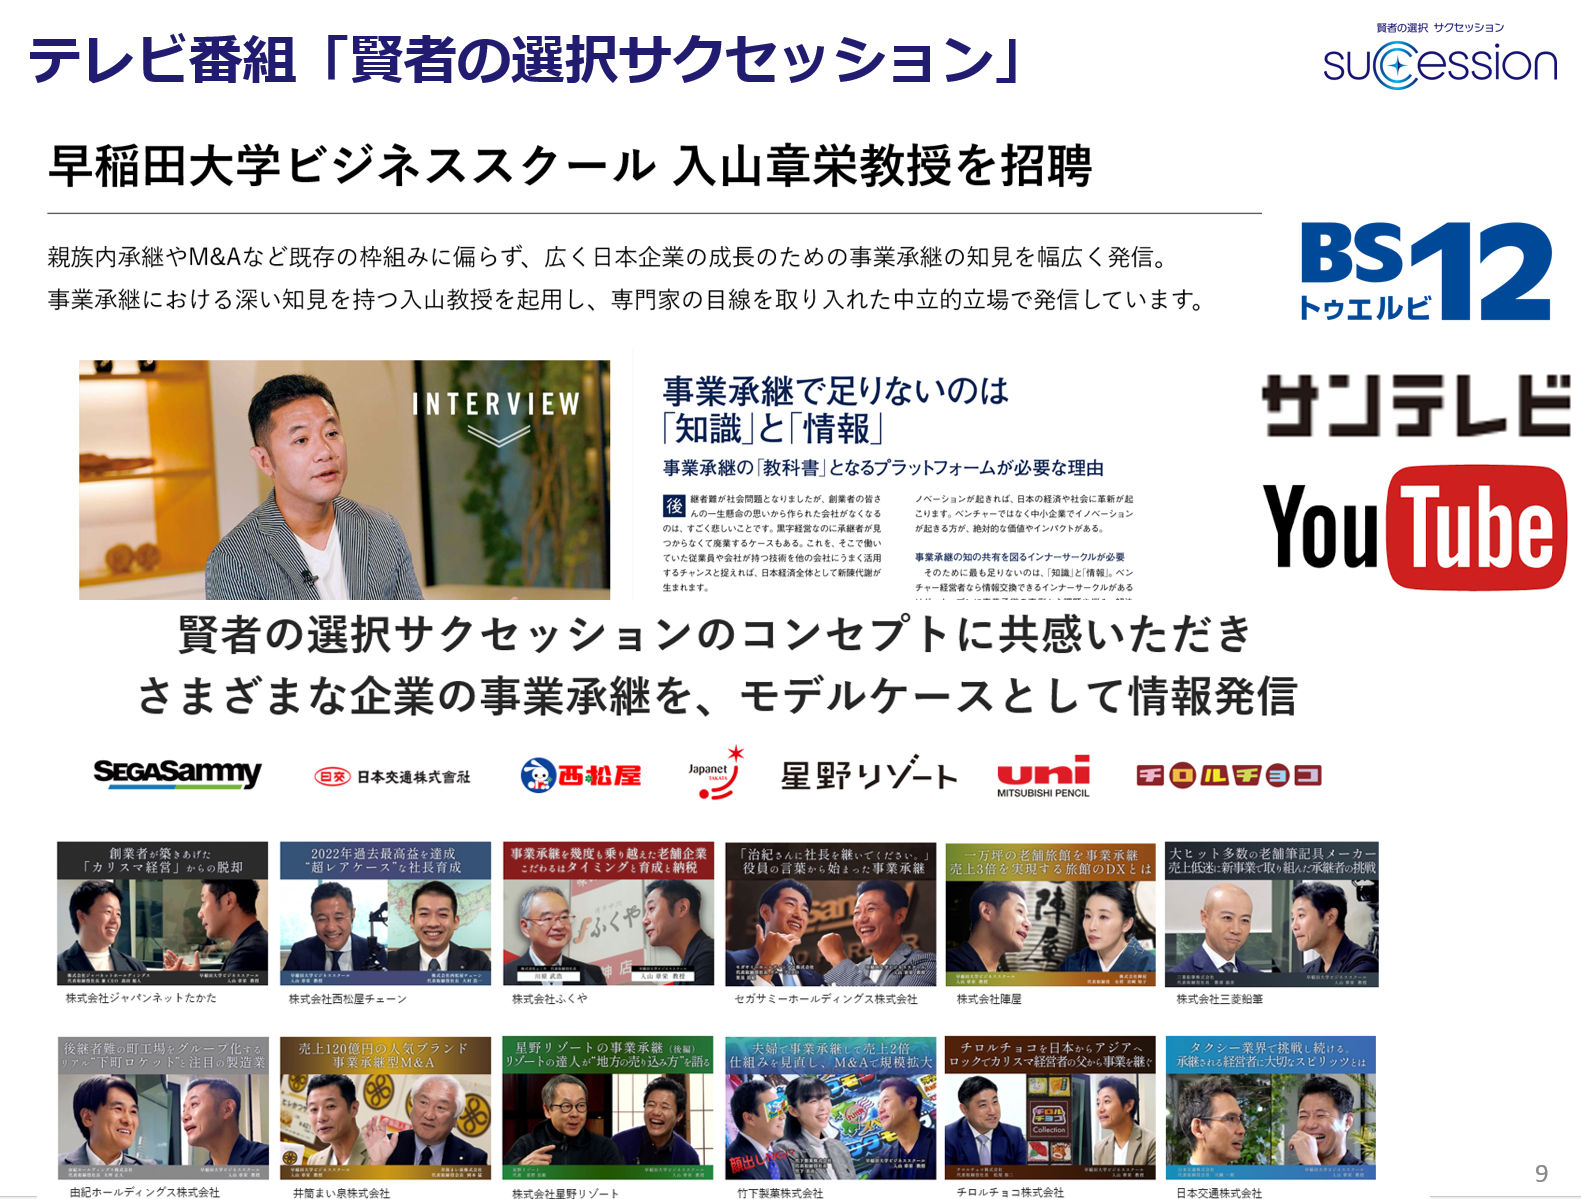 テレビ番組「賢者の選択サクセッション」
賢者の選択 サクセッション
succession
早稲田大学ビジネススクール 入山章栄教授を招聘
親族内承継やM&Aなど既存の枠組みに偏らず、広く日本企業の成長のための事業承継の知見を幅広く発信。
事業承継における深い知見を持つ入山教授を起用し、専門家の目線を取り入れた中立的立場で発信しています。
BS12
トゥエルビ
サンテレビ
YouTube
INTERVIEW
事業承継で足りないのは
「知識」と「情報」
事業承継の「教科書」となるプラットフォームが必要な理由
後継者難が社会問題となりましたが、創業者の皆さ
んの一生懸命の思いから作られた会社がなくなる
のは、すごく悲しいことです。黒字経営なのに承継者が見
つからなくて廃業するケースもある。これを、そこで働い
ていた従業員や会社が持つ技術を他の会社にうまく活用
するチャンスと捉えれば、日本経済全体として新陳代謝が
生まれます。
ノベーションが起きれば、日本の経済や社会に革新が起
こります。ベンチャーではなく中小企業でイノベーション
が起きる方が、絶対的な価値やインパクトがある。
事業承継の知の共有を図るインナーサークルが必要
そのために最も足りないのは、「知識」と「情報」。ベン
チャー経営者なら情報交換できるインナーサークルがある
賢者の選択サクセッションのコンセプトに共感いただき
さまざまな企業の事業承継を、モデルケースとして情報発信
SEGASammy
日交 日本交通株式會社
西松屋
Japanet
TAKATA
星野リゾート
uni
MITSUBISHI PENCIL
チロルチョコ
創業者が築きあげた
「カリスマ経営」からの脱却
株式会社ジャパンネットたかた
2022年過去最高益を達成
“超レアケース”な社長育成
株式会社西松屋チェーン
事業承継を幾度も乗り越えた老舗企業
こだわるはタイミングと育成と納税
ふくや
株式会社ふくや
「治紀さんに社長を継いでください。」
役員の言葉から始まった事業承継
セガサミーホールディングス株式会社
一万坪の老舗旅館を事業承継
売上3倍を実現する旅館のDXとは
陣屋
株式会社陣屋
大ヒット多数の老舗筆記具メーカー
売上低迷に新事業で取り組んだ承継者の挑戦
株式会社三菱鉛筆
後継者難の町工場をグループ化する
リアル“下町ロケット”と注目の製造業
由紀ホールディングス株式会社
売上120億円の人気ブランド
事業承継型M&A
井筒まい泉株式会社
星野リゾートの事業承継（後編）
リゾートの達人が“地方の売り込み方”を語る
株式会社星野リゾート
夫婦で事業承継して売上2倍
仕組みを見直し、M&Aで規模拡大
顔出しNG
竹下製菓株式会社
チロルチョコを日本からアジアへ
ロックでカリスマ経営者の父から事業を継ぐ
チロルチョコ
Collection
チロルチョコ株式会社
タクシー業界で挑戦し続ける。
承継される経営者に大切なスピリッツとは
日本交通株式会社
9